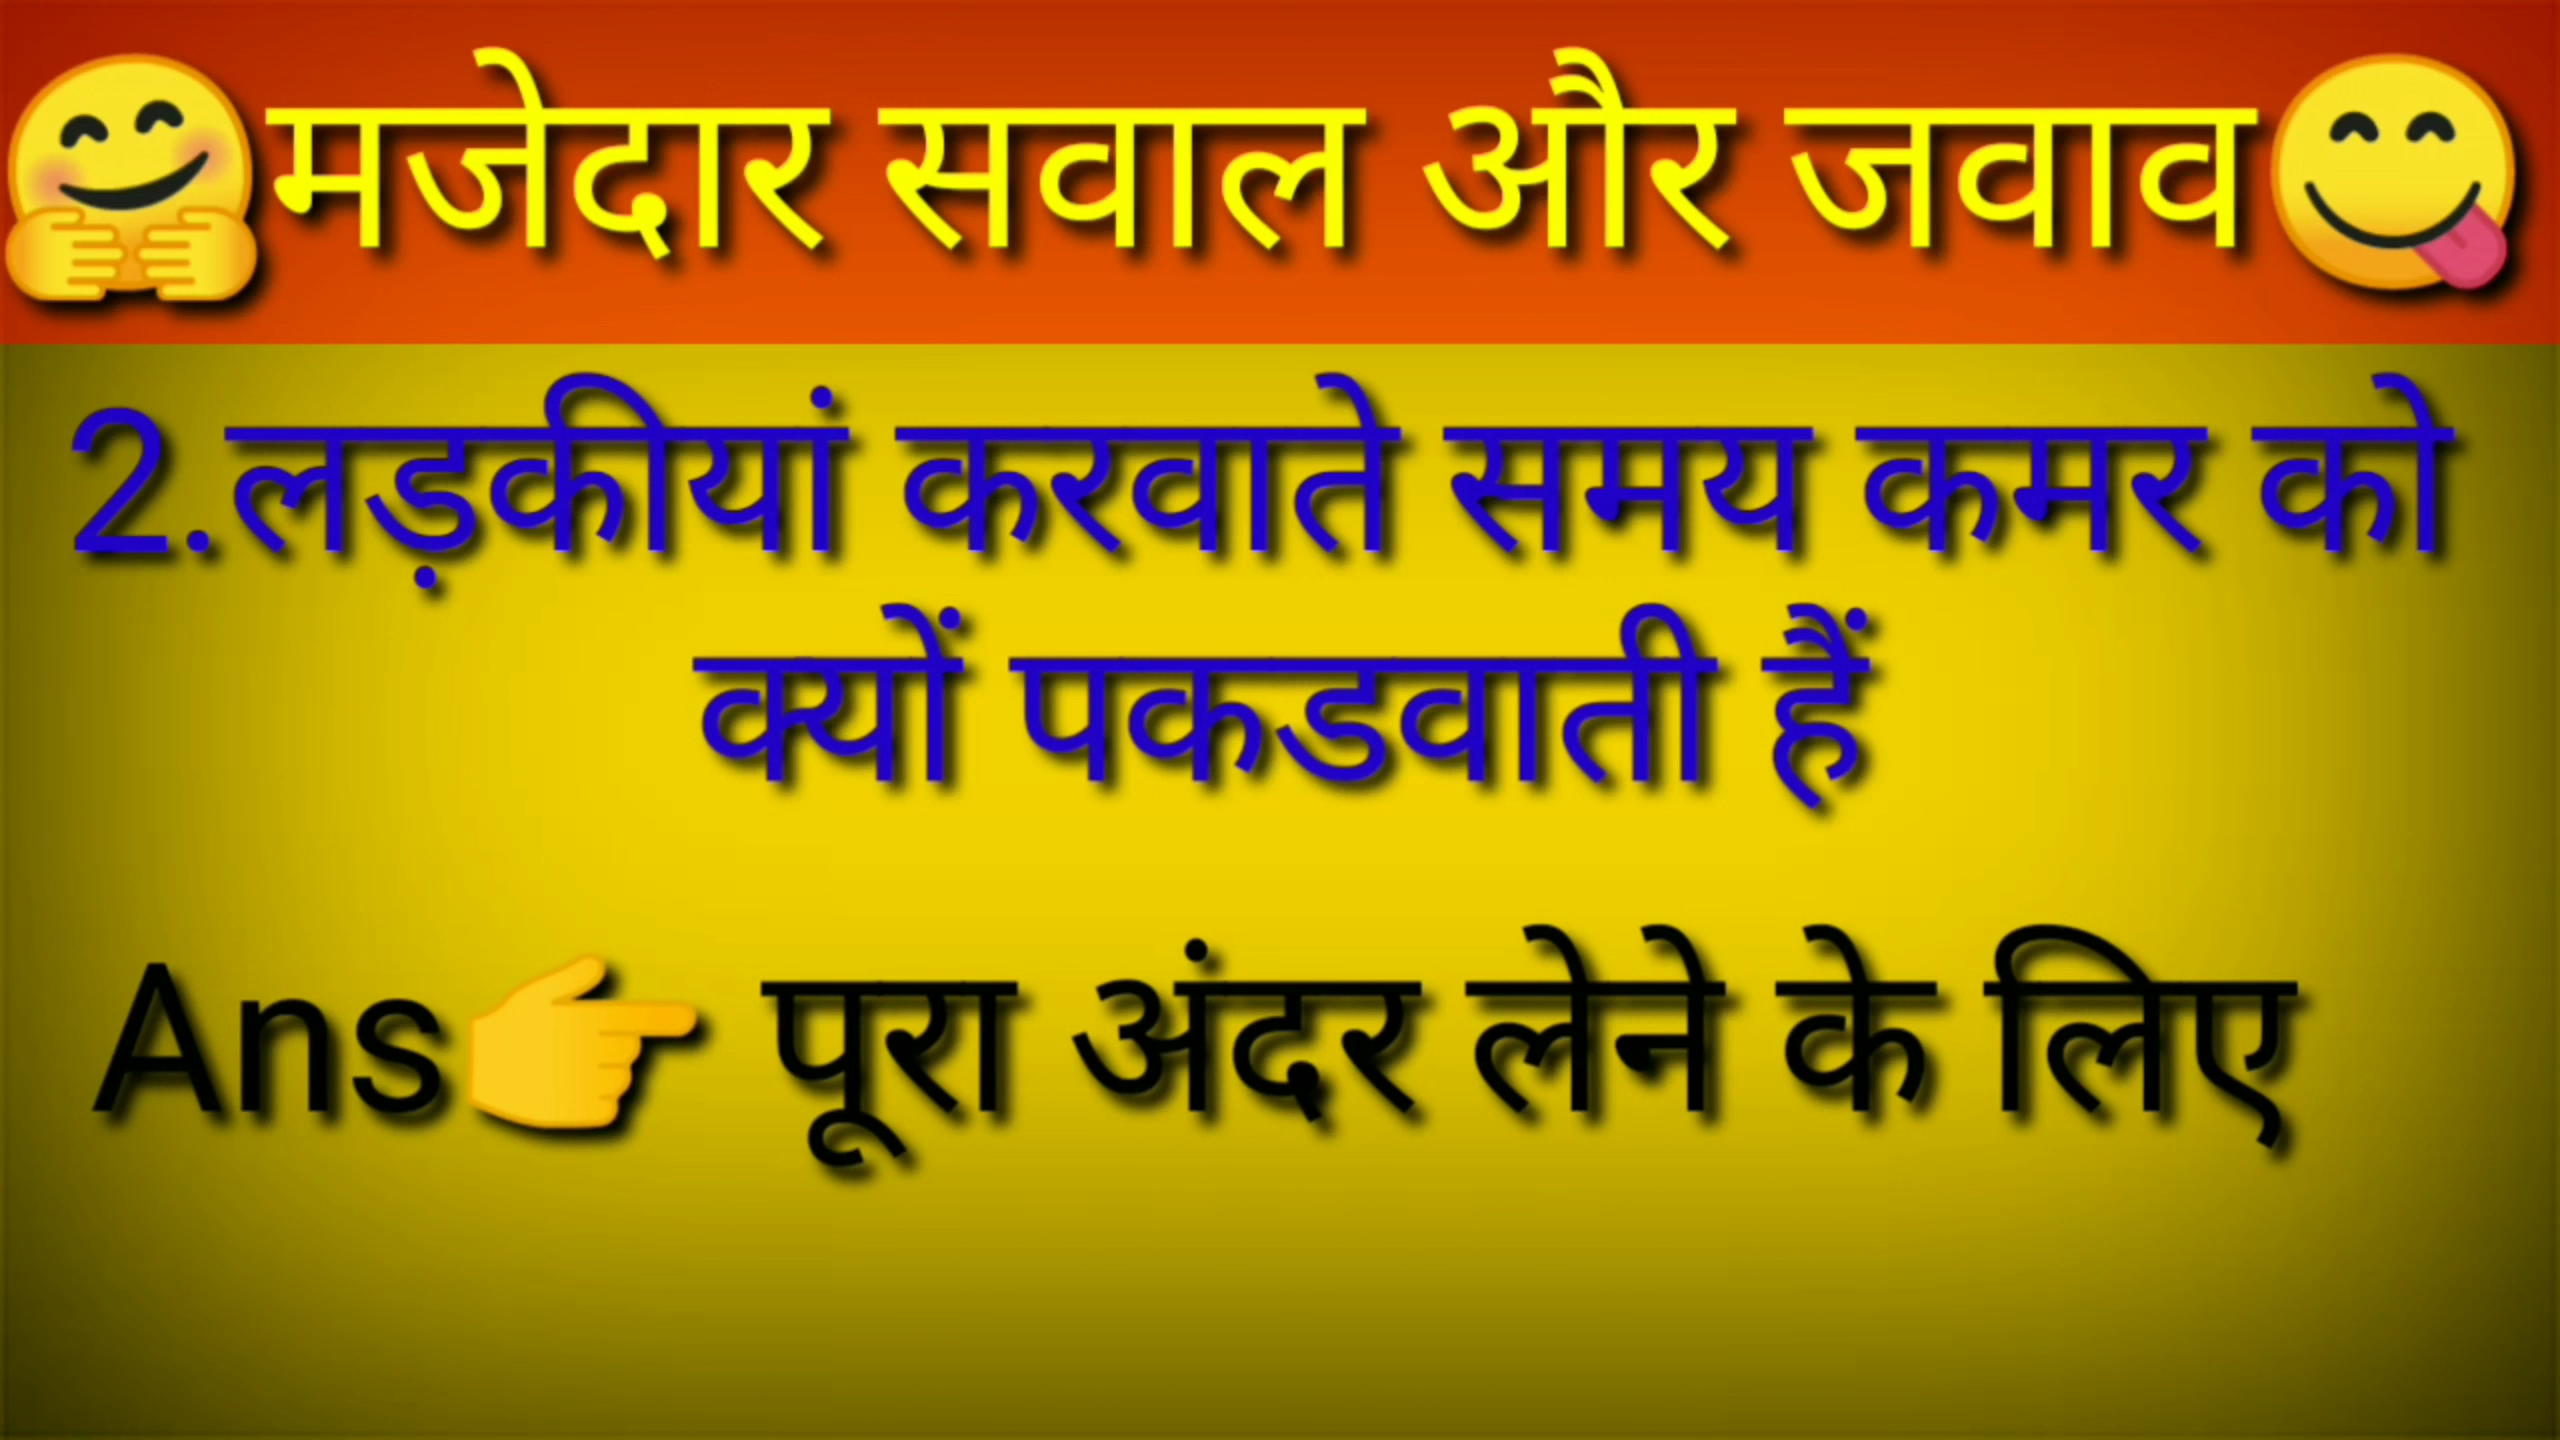 🤗मजेदार सवाल और जवाव😋
2.लड़कीयां करवाते समय कमर को
क्यों पकडवाती हैं
Ans👉 पूरा अंदर लेने के लिए